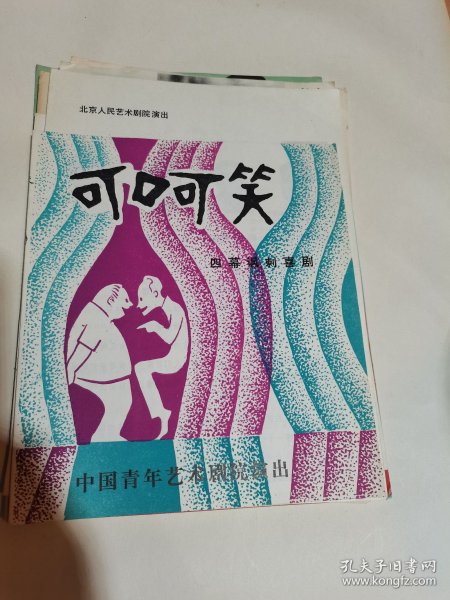 北京人民艺术剧院演出
可呵笑
四幕讽刺喜剧
中国青年艺术剧院演出
孔夫子旧书网
www.kongfz.com